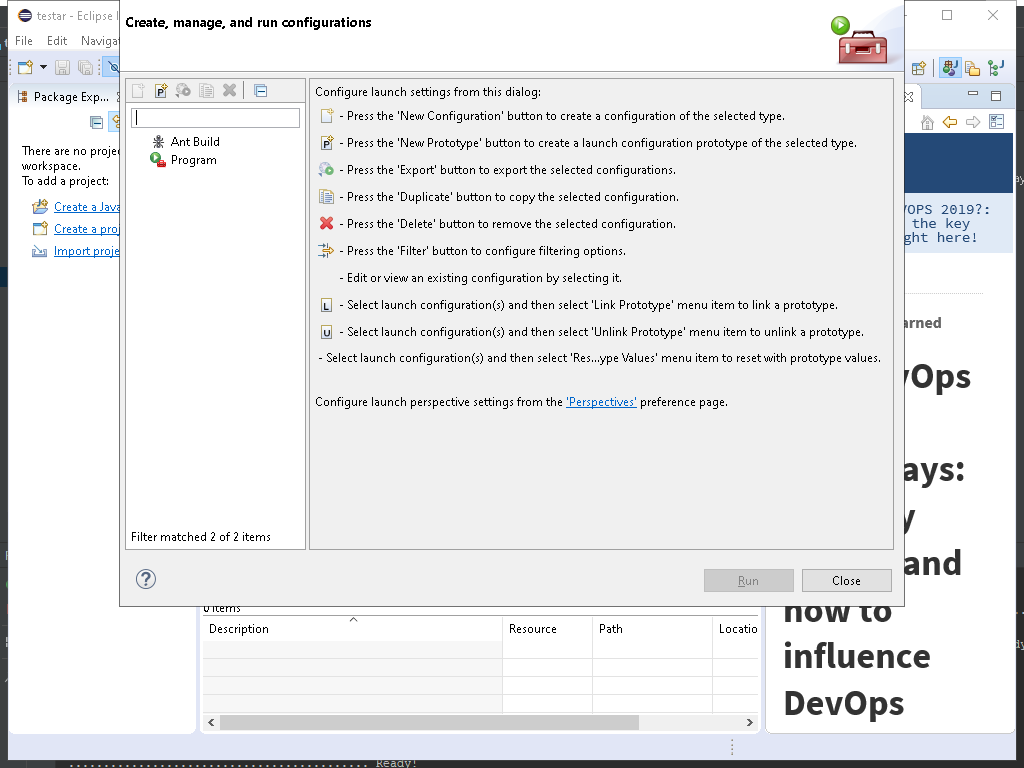 testar - Eclipse I
File Edit Navigat
Package Exp...
There are no projec
workspace.
To add a project:
Create a Java
Create a proj
Import proje
Create, manage, and run configurations
Ant Build
Program
Filter matched 2 of 2 items
Configure launch settings from this dialog:
- Press the 'New Configuration' button to create a configuration of the selected type.
- Press the 'New Prototype' button to create a launch configuration prototype of the selected type.
- Press the 'Export' button to export the selected configurations.
- Press the 'Duplicate' button to copy the selected configuration.
- Press the 'Delete' button to remove the selected configuration.
- Press the 'Filter' button to configure filtering options.
- Edit or view an existing configuration by selecting it.
L - Select launch configuration(s) and then select 'Link Prototype' menu item to link a prototype.
U - Select launch configuration(s) and then select 'Unlink Prototype' menu item to unlink a prototype.
- Select launch configuration(s) and then select 'Res...ype Values' menu item to reset with prototype values.
Configure launch perspective settings from the 'Perspectives' preference page.
Run Close
0 items
Description Resource Path Locatio
VOPS 2019?:
the key
ght here!
arned
vOps
ays:
y
and
how to
influence
DevOps
Ready!